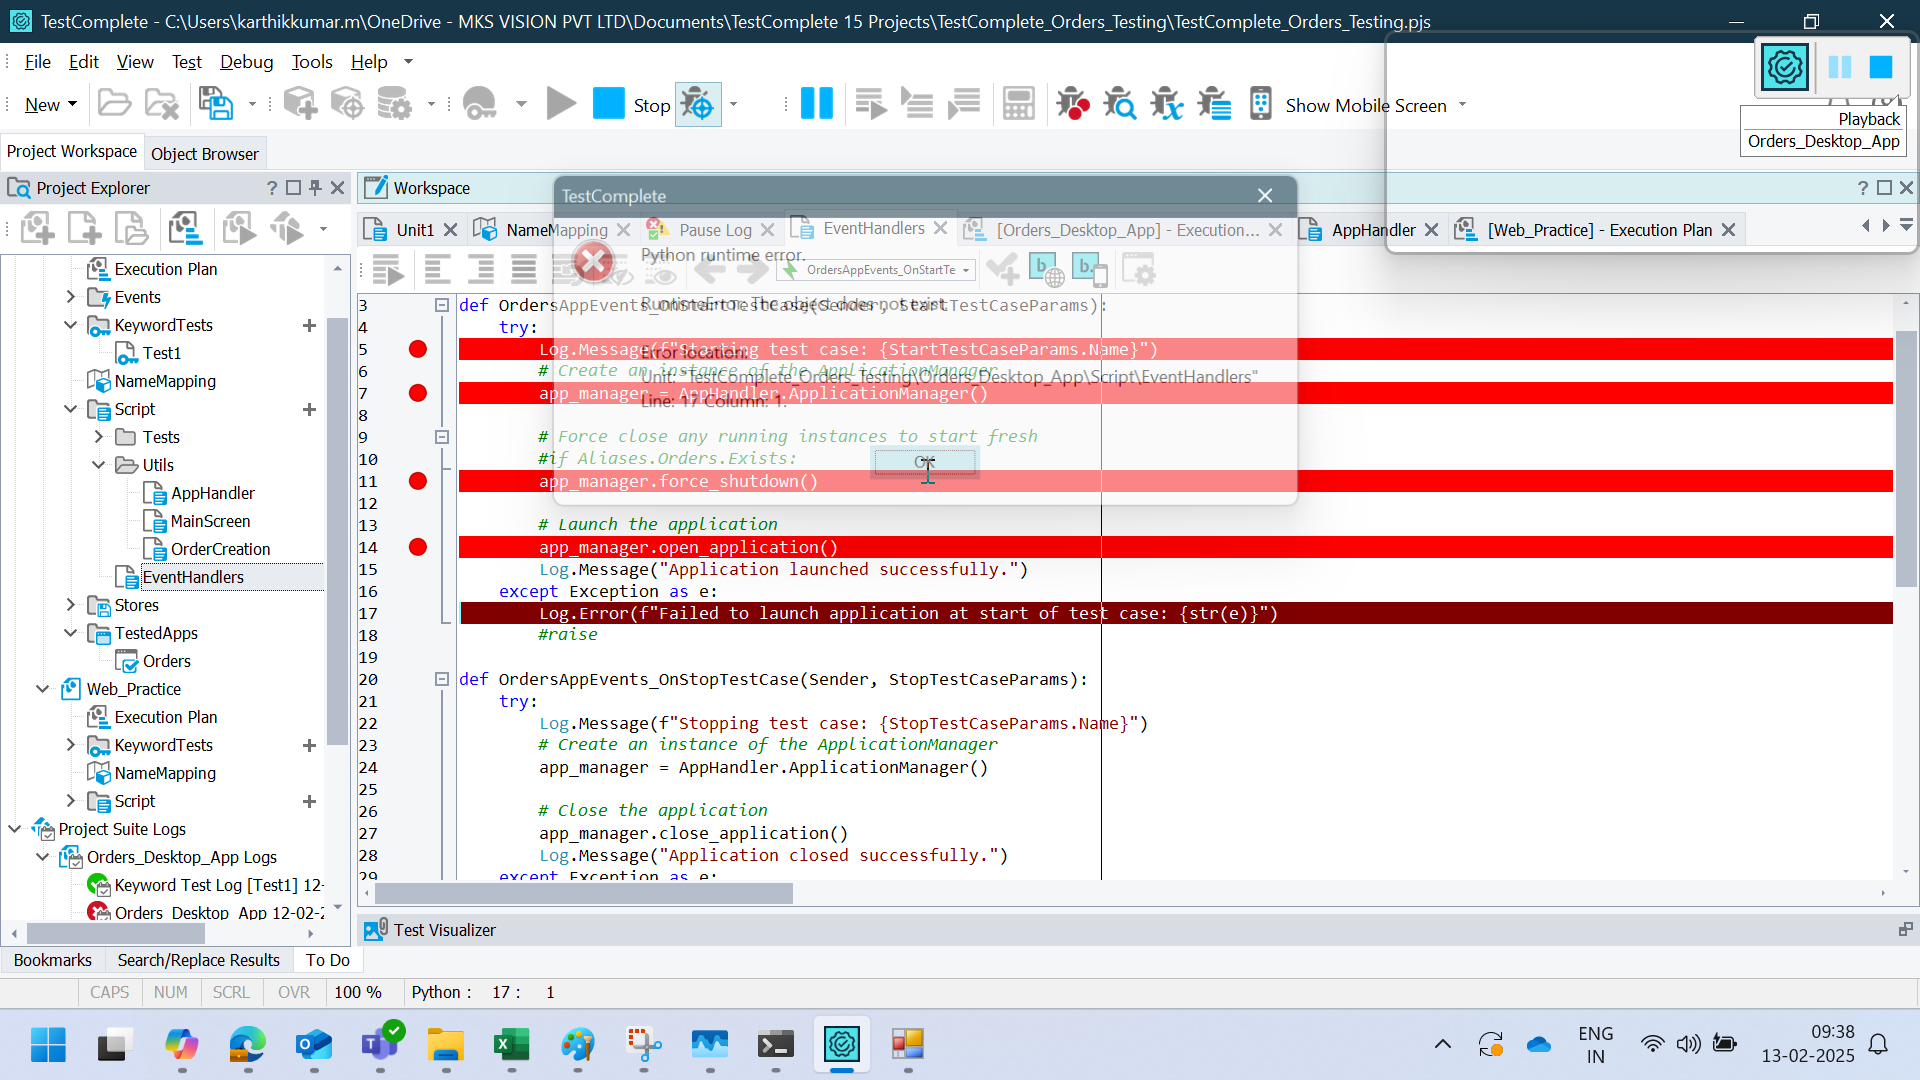 TestComplete - C:\Users\karthikkumar.m\OneDrive - MKS VISION PVT LTD\Documents\TestComplete 15 Projects\TestComplete_Orders_Testing\TestComplete_Orders_Testing.pjs
File Edit View Test Debug Tools Help
New Stop Show Mobile Screen
Playback
Orders_Desktop_App
Project Workspace Object Browser
Project Explorer
Workspace
Unit1 NameMapping Pause Log EventHandlers [Orders_Desktop_App] - Execution... AppHandler [Web_Practice] - Execution Plan
OrdersAppEvents_OnStartTe
TestComplete
Python runtime error.
RuntimeError: The object does not exist.
Error location:
Unit: "TestComplete_Orders_Testing\Orders_Desktop_App\Script\EventHandlers"
Line: 17 Column: 1.
OK
Execution Plan
Events
KeywordTests
Test1
NameMapping
Script
Tests
Utils
AppHandler
MainScreen
OrderCreation
EventHandlers
Stores
TestedApps
Orders
Web_Practice
Execution Plan
KeywordTests
NameMapping
Script
Project Suite Logs
Orders_Desktop_App Logs
Keyword Test Log [Test1] 12-
Orders_Desktop_App 12-02-2
3 def OrdersAppEvents_OnStartTestCase(Sender, StartTestCaseParams):
4 try:
5 Log.Message(f"Starting test case: {StartTestCaseParams.Name}")
6 # Create an instance of the ApplicationManager
7 app_manager = AppHandler.ApplicationManager()
8
9 # Force close any running instances to start fresh
10 #if Aliases.Orders.Exists:
11 app_manager.force_shutdown()
12
13 # Launch the application
14 app_manager.open_application()
15 Log.Message("Application launched successfully.")
16 except Exception as e:
17 Log.Error(f"Failed to launch application at start of test case: {str(e)}")
18 #raise
19
20 def OrdersAppEvents_OnStopTestCase(Sender, StopTestCaseParams):
21 try:
22 Log.Message(f"Stopping test case: {StopTestCaseParams.Name}")
23 # Create an instance of the ApplicationManager
24 app_manager = AppHandler.ApplicationManager()
25
26 # Close the application
27 app_manager.close_application()
28 Log.Message("Application closed successfully.")
29 except Exception as e:
Test Visualizer
Bookmarks Search/Replace Results To Do
CAPS NUM SCRL OVR 100 % Python : 17 : 1
ENG
IN
09:38
13-02-2025